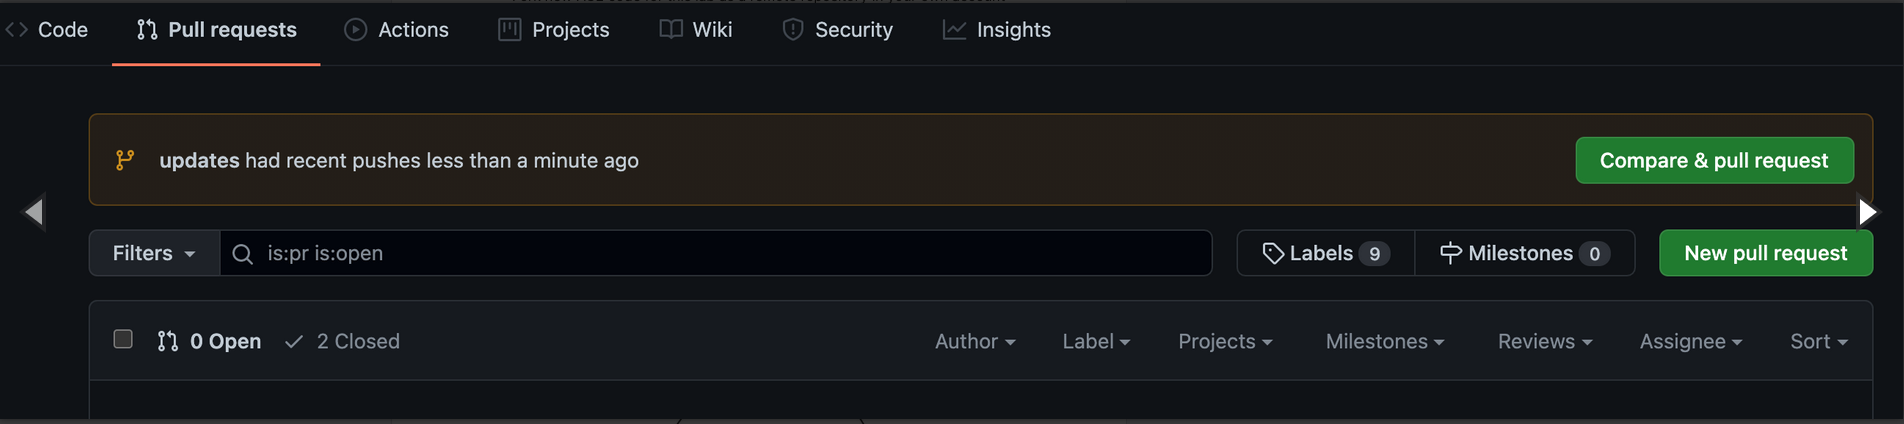 Code Pull requests Actions Projects Wiki Security Insights
updates had recent pushes less than a minute ago Compare & pull request
Filters is:pr is:open Labels 9 Milestones 0 New pull request
0 Open 2 Closed Author Label Projects Milestones Reviews Assignee Sort